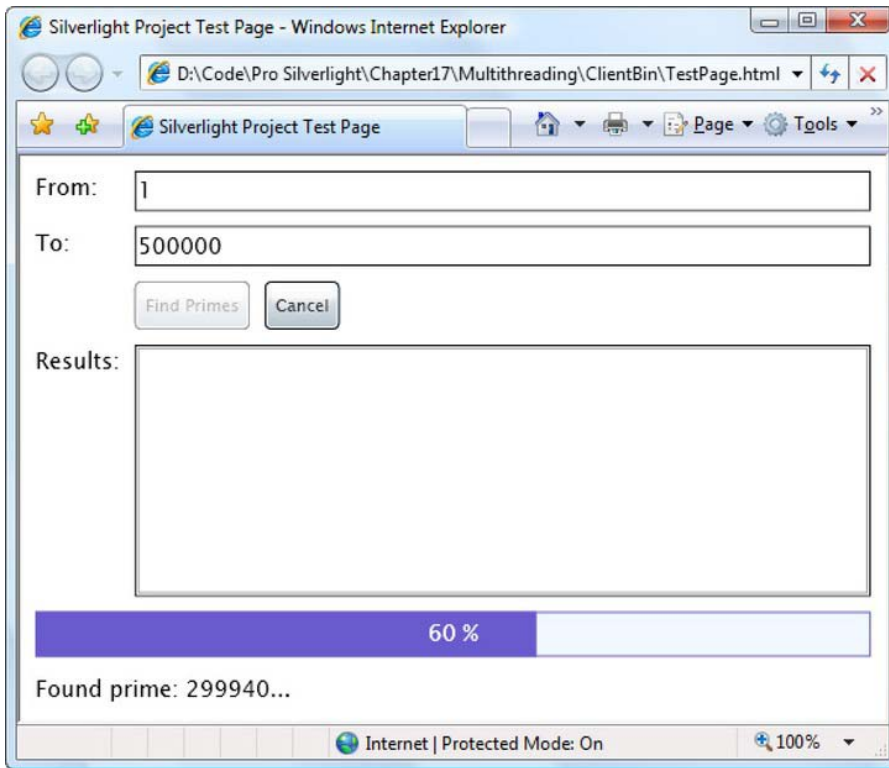 Silverlight Project Test Page - Windows Internet Explorer
D:\Code\Pro Silverlight\Chapter17\Multithreading\ClientBin\TestPage.html
Silverlight Project Test Page
Page
Tools
»
From:
1
To:
500000
Find Primes
Cancel
Results:
60 %
Found prime: 299940...
Internet | Protected Mode: On
100%